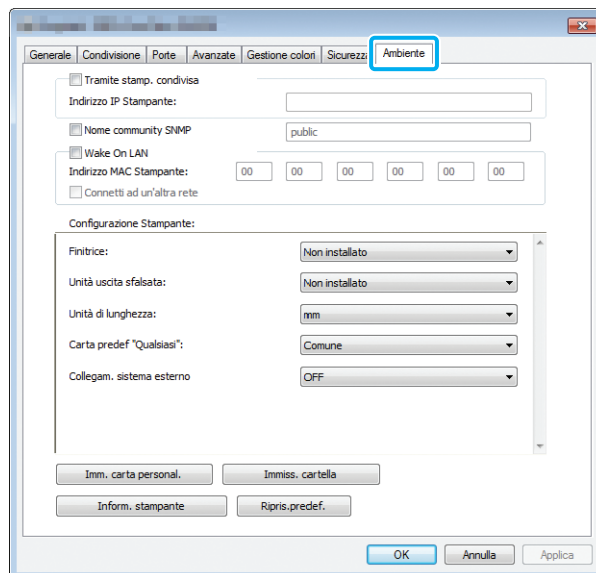 Generale Condivisione Porte Avanzate Gestione colori Sicurezza Ambiente
Tramite stamp. condivisa
Indirizzo IP Stampante:
Nome community SNMP public
Wake On LAN
Indirizzo MAC Stampante: 00 00 00 00 00 00
Connetti ad un'altra rete
Configurazione Stampante:
Finitrice: Non installato
Unità uscita sfalsata: Non installato
Unità di lunghezza: mm
Carta predef "Qualsiasi": Comune
Collegam. sistema esterno OFF
Imm. carta personal. Immiss. cartella
Inform. stampante Ripris.predef.
OK Annulla Applica